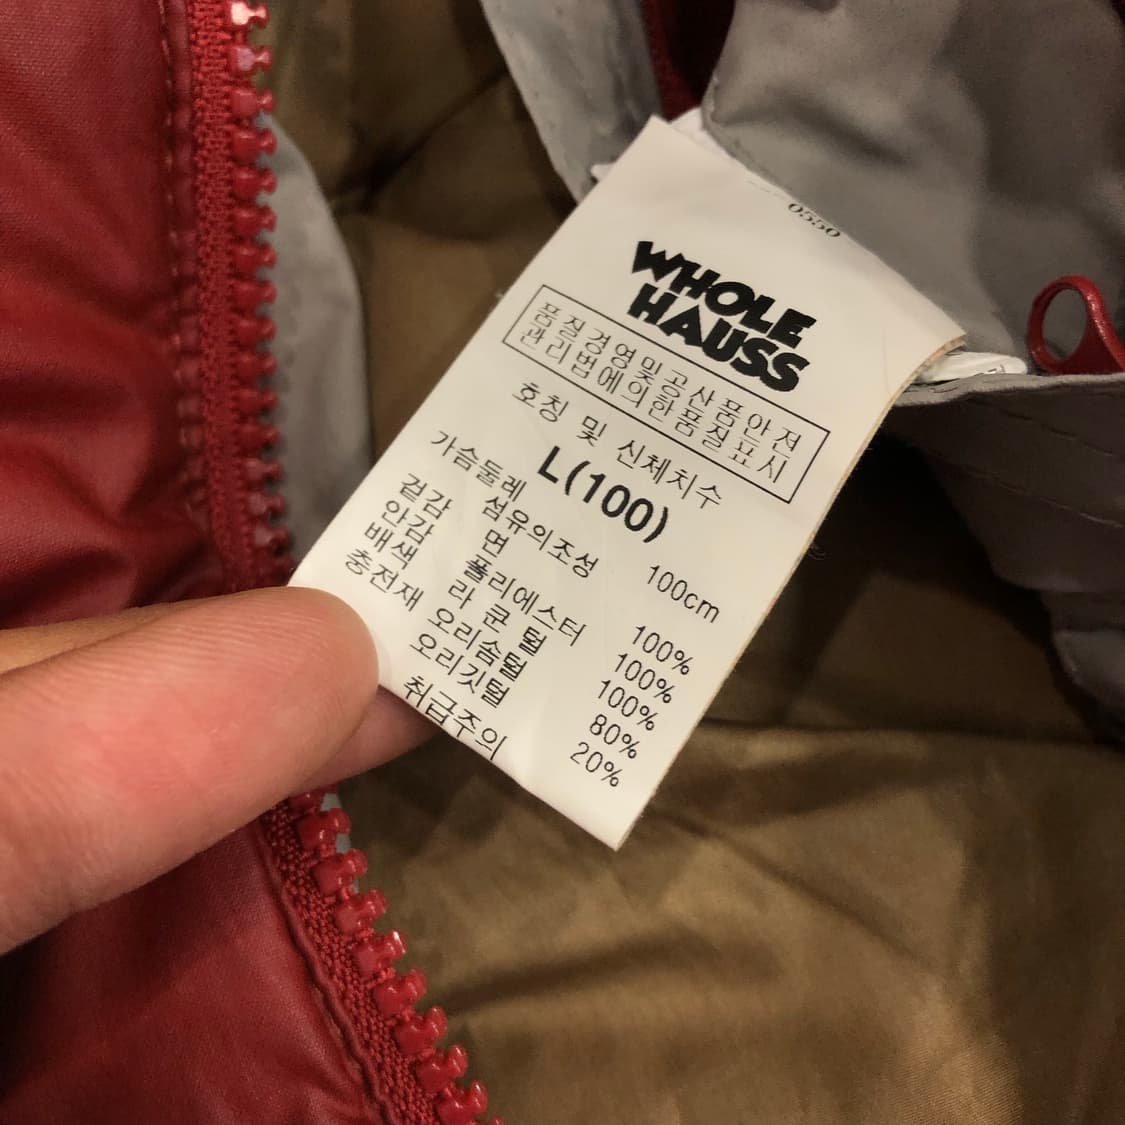 0550
WHOLE
HAUSS
품질경영및공산품안전
관리법에의한품질표시
호칭 및 신체치수
L(100)
가슴둘레 100cm
섬유의조성
겉감 면 100%
안감 폴리에스터 100%
배색 라쿤털 100%
충전재 오리솜털 80%
오리깃털 20%
취급주의